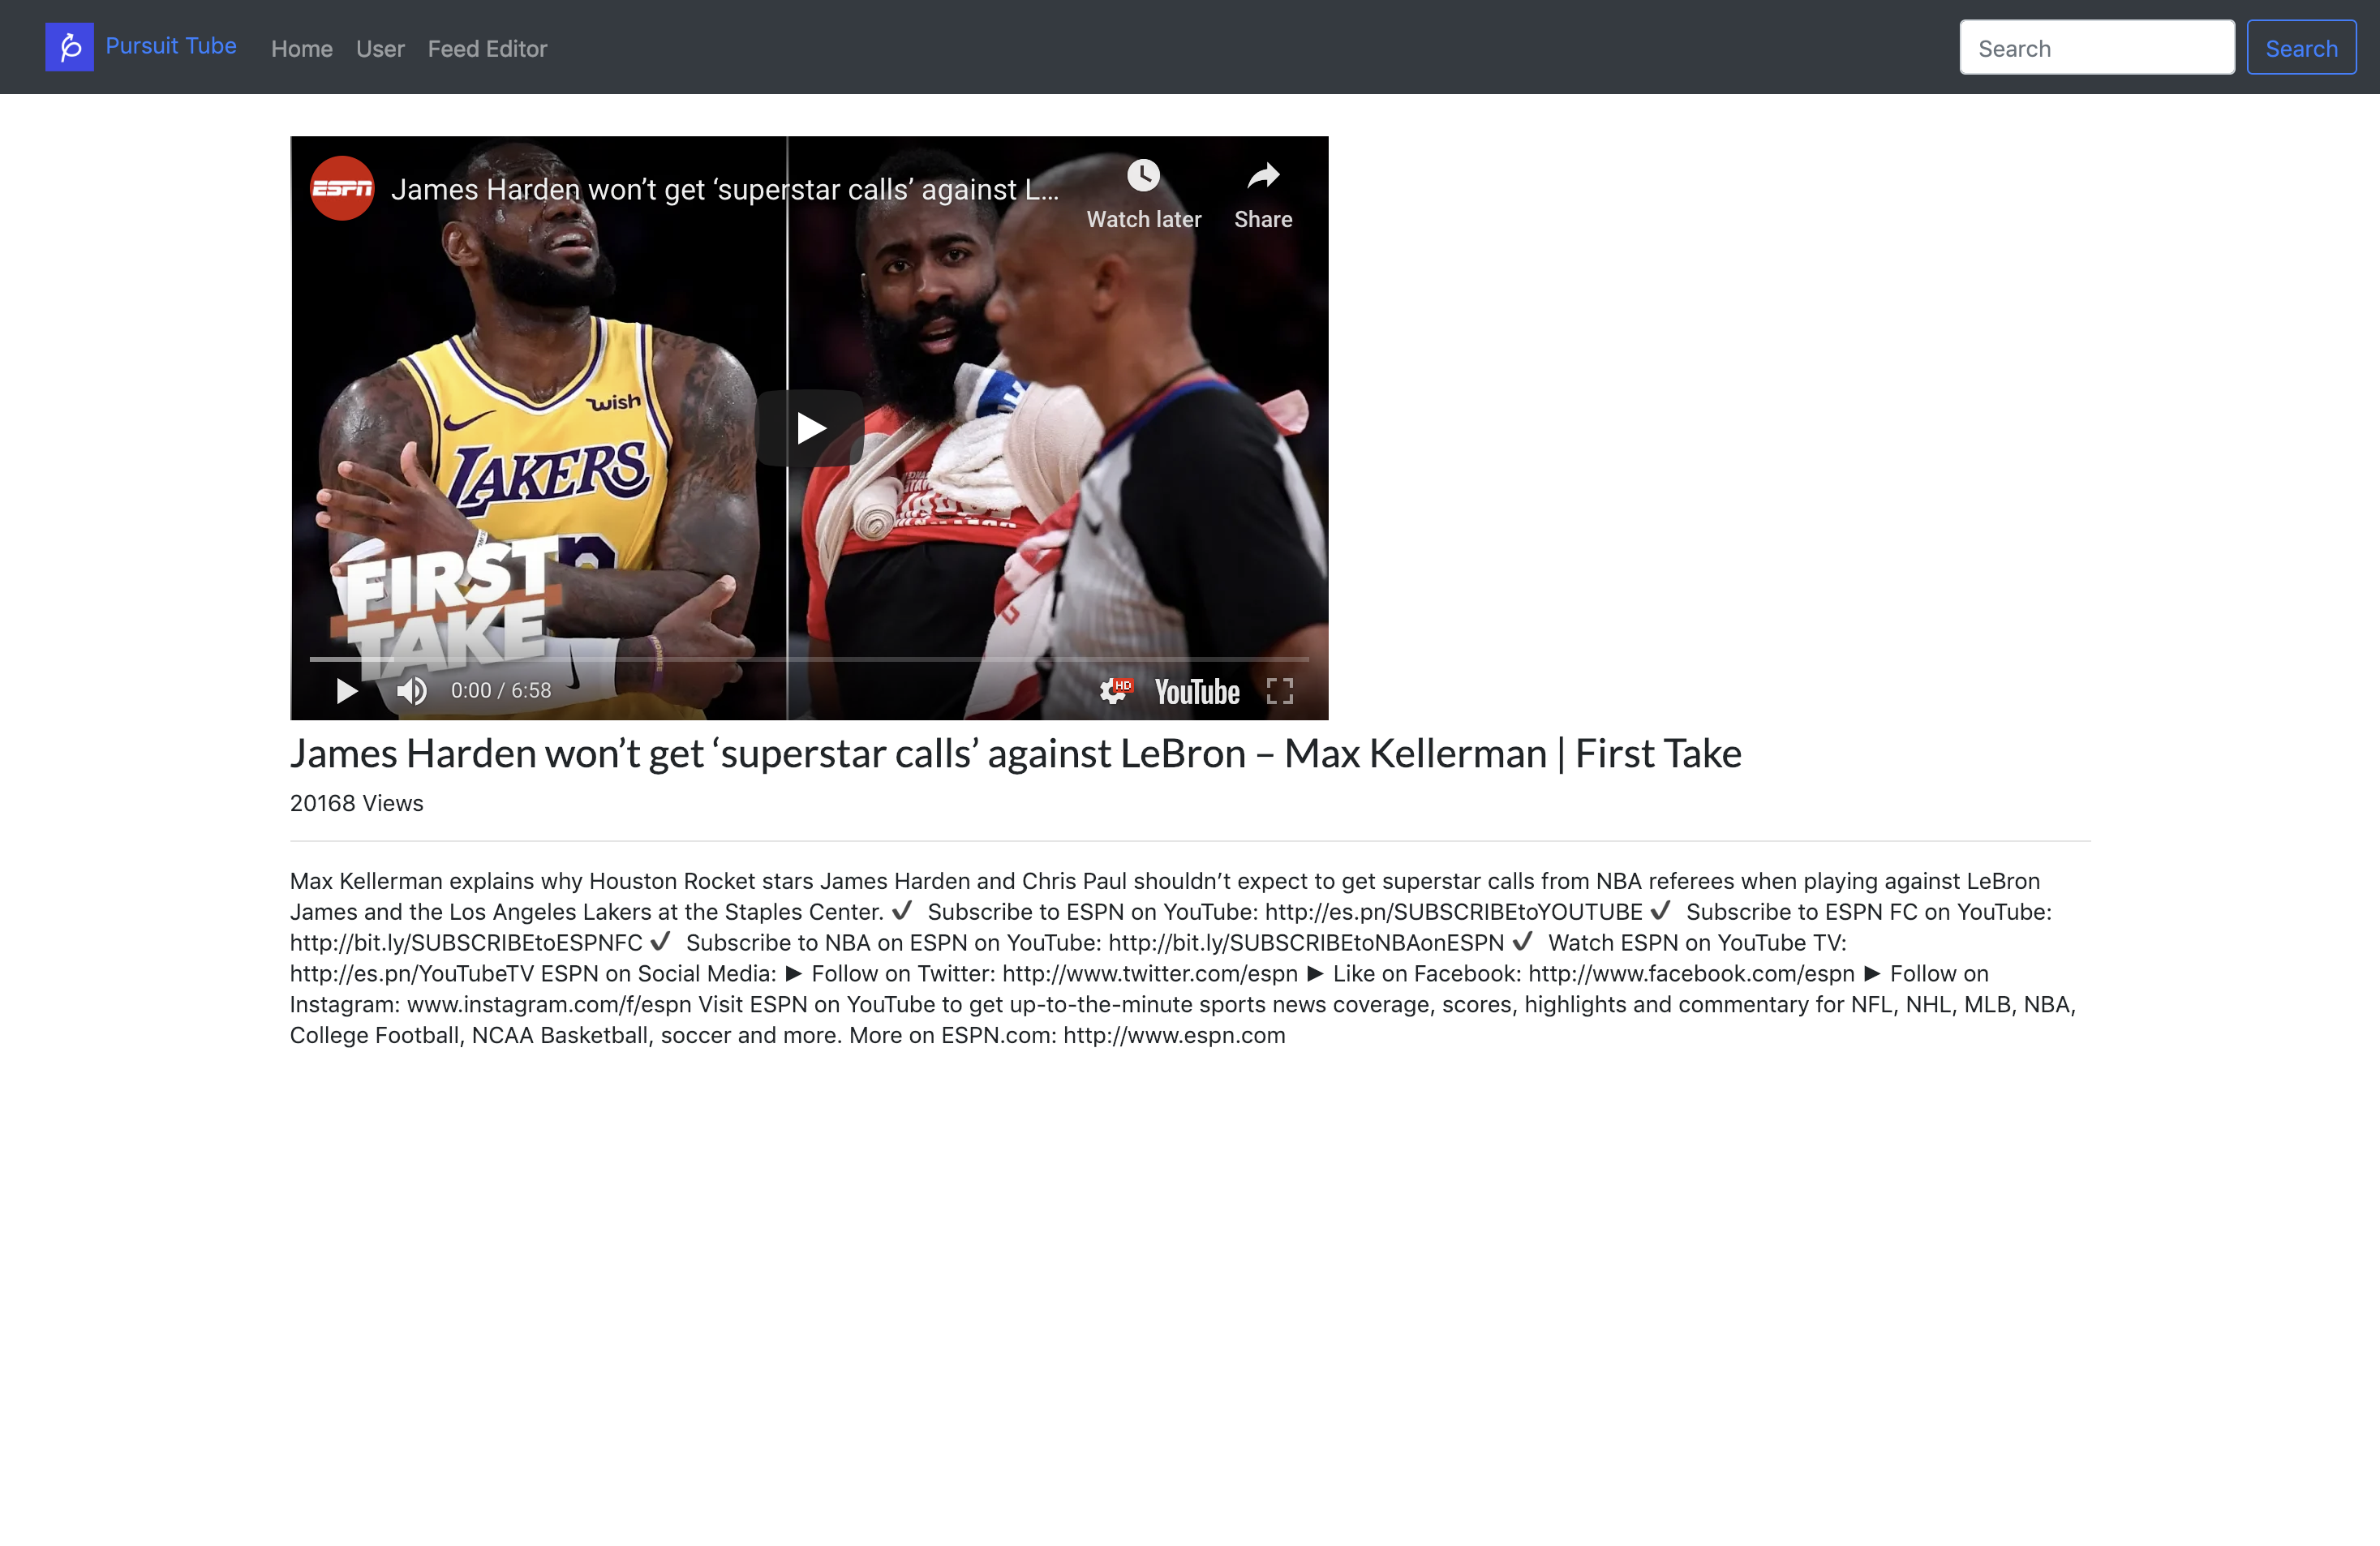 Pursuit Tube
Home
User
Feed Editor
Search
Search
ESPN
James Harden won’t get ‘superstar calls’ against L...
Watch later
Share
wish
LAKERS
FIRST
TAKE
0:00 / 6:58
HD
YouTube
James Harden won’t get ‘superstar calls’ against LeBron – Max Kellerman | First Take
20168 Views
Max Kellerman explains why Houston Rocket stars James Harden and Chris Paul shouldn’t expect to get superstar calls from NBA referees when playing against LeBron
James and the Los Angeles Lakers at the Staples Center. ✔ Subscribe to ESPN on YouTube: http://es.pn/SUBSCRIBEtoYOUTUBE ✔ Subscribe to ESPN FC on YouTube:
http://bit.ly/SUBSCRIBEtoESPNFC ✔ Subscribe to NBA on ESPN on YouTube: http://bit.ly/SUBSCRIBEtoNBAonESPN ✔ Watch ESPN on YouTube TV:
http://es.pn/YouTubeTV ESPN on Social Media: ► Follow on Twitter: http://www.twitter.com/espn ► Like on Facebook: http://www.facebook.com/espn ► Follow on
Instagram: www.instagram.com/f/espn Visit ESPN on YouTube to get up-to-the-minute sports news coverage, scores, highlights and commentary for NFL, NHL, MLB, NBA,
College Football, NCAA Basketball, soccer and more. More on ESPN.com: http://www.espn.com